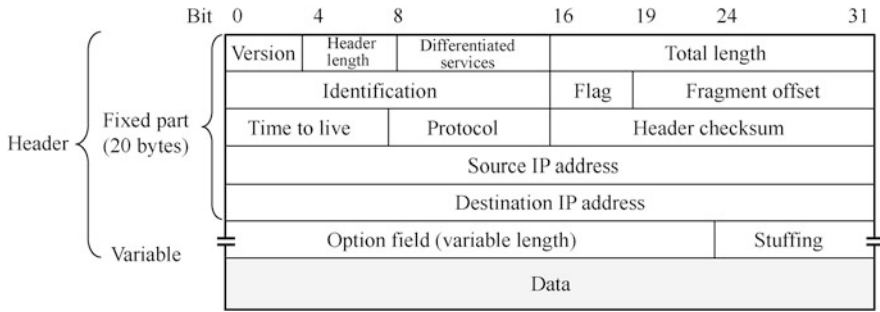 Bit 0 4 8 16 19 24 31
Version Header length Differentiated services Total length
Identification Flag Fragment offset
Fixed part (20 bytes)
Time to live Protocol Header checksum
Header
Source IP address
Destination IP address
Variable
Option field (variable length) Stuffing
Data